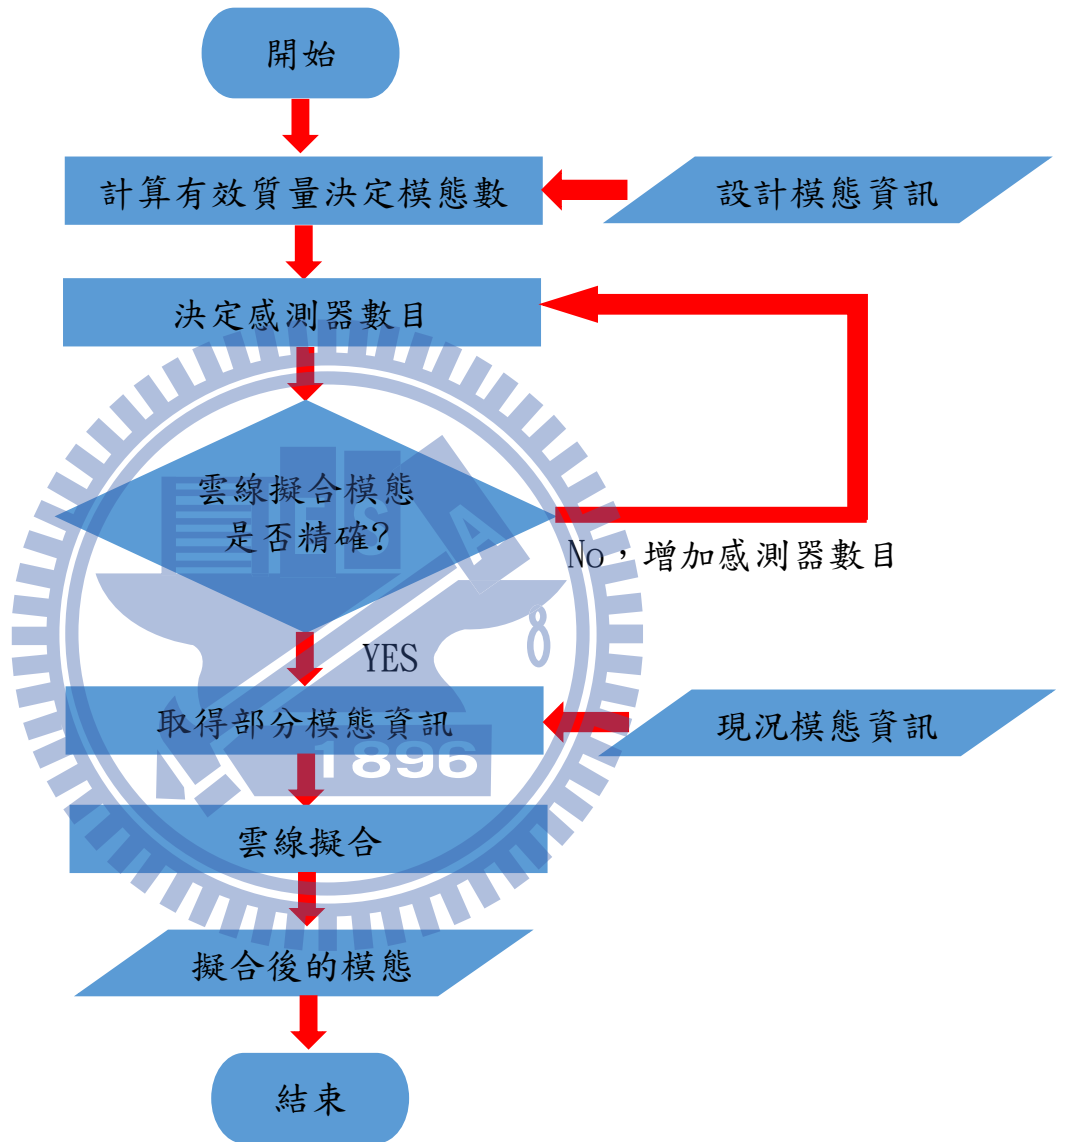 開始
計算有效質量決定模態數
設計模態資訊
決定感測器數目
雲線擬合模態
是否精確?
No，增加感測器數目
YES
取得部分模態資訊
現況模態資訊
雲線擬合
擬合後的模態
結束
E S
A
8
1896